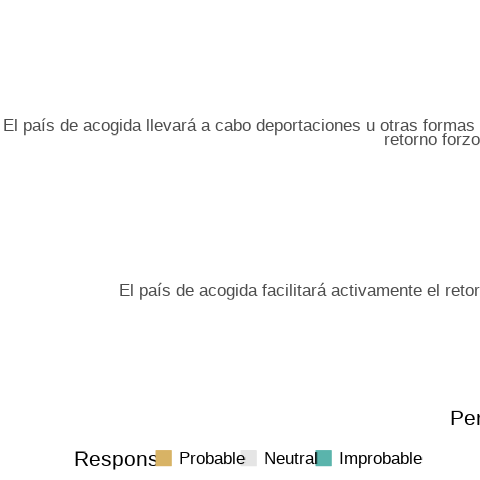 El país de acogida llevará a cabo deportaciones u otras formas
retorno forzo
El país de acogida facilitará activamente el retor
Per
Respons Probable Neutral Improbable